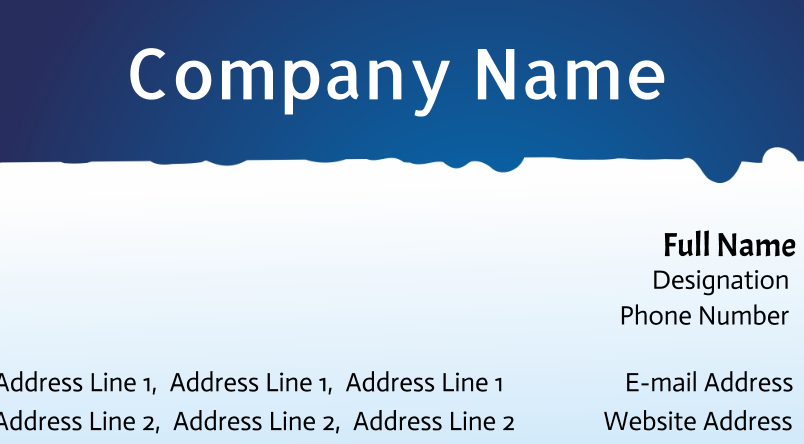 Company Name
Full Name
Designation
Phone Number
Address Line 1, Address Line 1, Address Line 1
E-mail Address
Address Line 2, Address Line 2, Address Line 2
Website Address